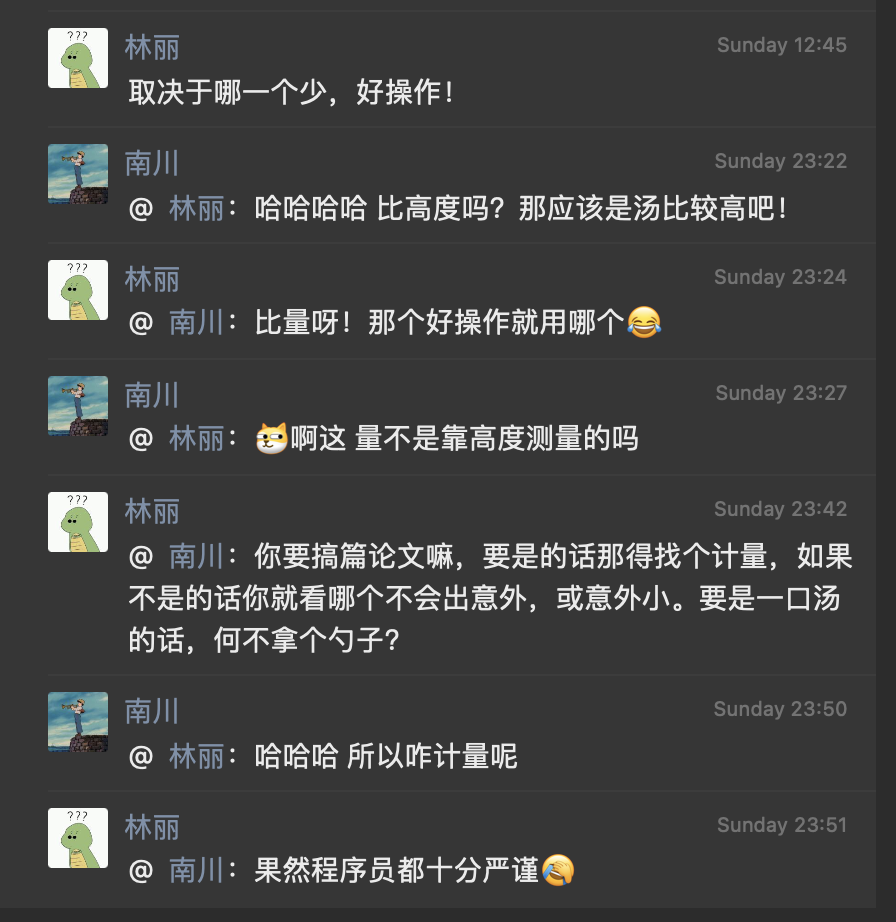 ???
林丽
Sunday 12:45
取决于哪一个少，好操作！
南川
Sunday 23:22
@ 林丽：哈哈哈哈 比高度吗？那应该是汤比较高吧！
???
林丽
Sunday 23:24
@ 南川：比量呀！那个好操作就用哪个😂
南川
Sunday 23:27
@ 林丽：啊这 量不是靠高度测量的吗
???
林丽
Sunday 23:42
@ 南川：你要搞篇论文嘛，要是的话那得找个计量，如果
不是的话你就看哪个不会出意外，或意外小。要是一口汤
的话，何不拿个勺子？
南川
Sunday 23:50
@ 林丽：哈哈哈 所以咋计量呢
???
林丽
Sunday 23:51
@ 南川：果然程序员都十分严谨